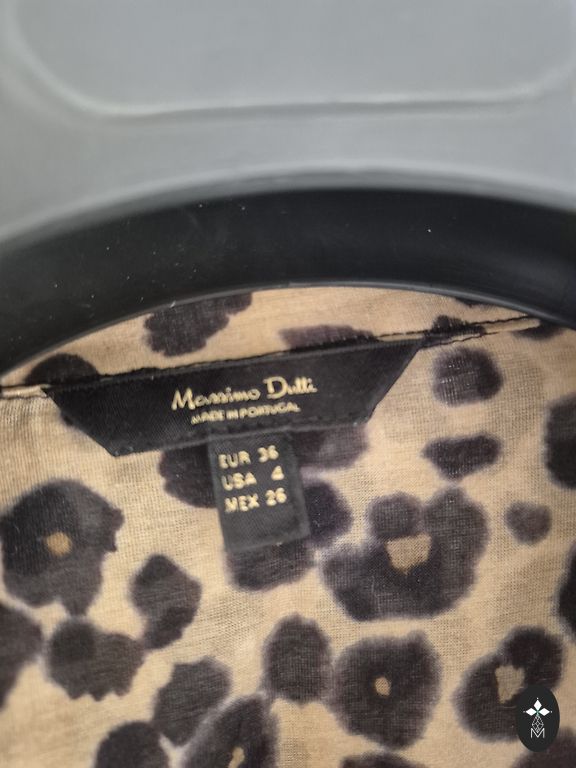 Massimo Dutti
MADE IN PORTUGAL
EUR 36
USA 4
MEX 26
M